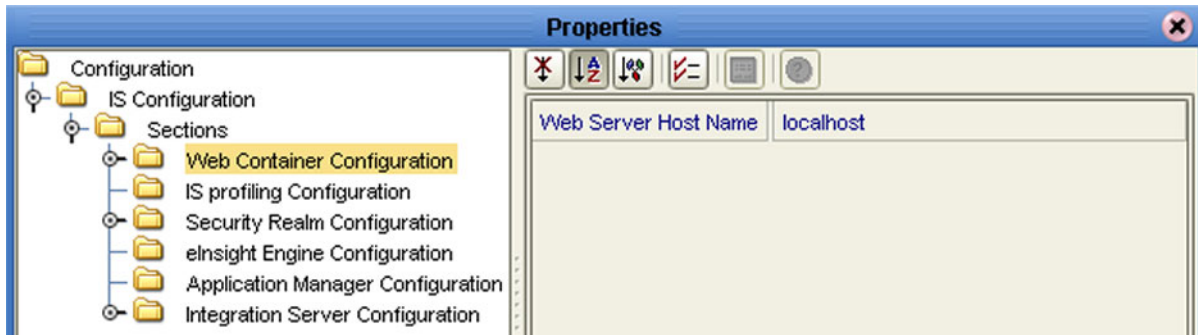 Properties
Configuration
IS Configuration
Sections
Web Container Configuration
IS profiling Configuration
Security Realm Configuration
eInsight Engine Configuration
Application Manager Configuration
Integration Server Configuration
A
Z
Web Server Host Name localhost